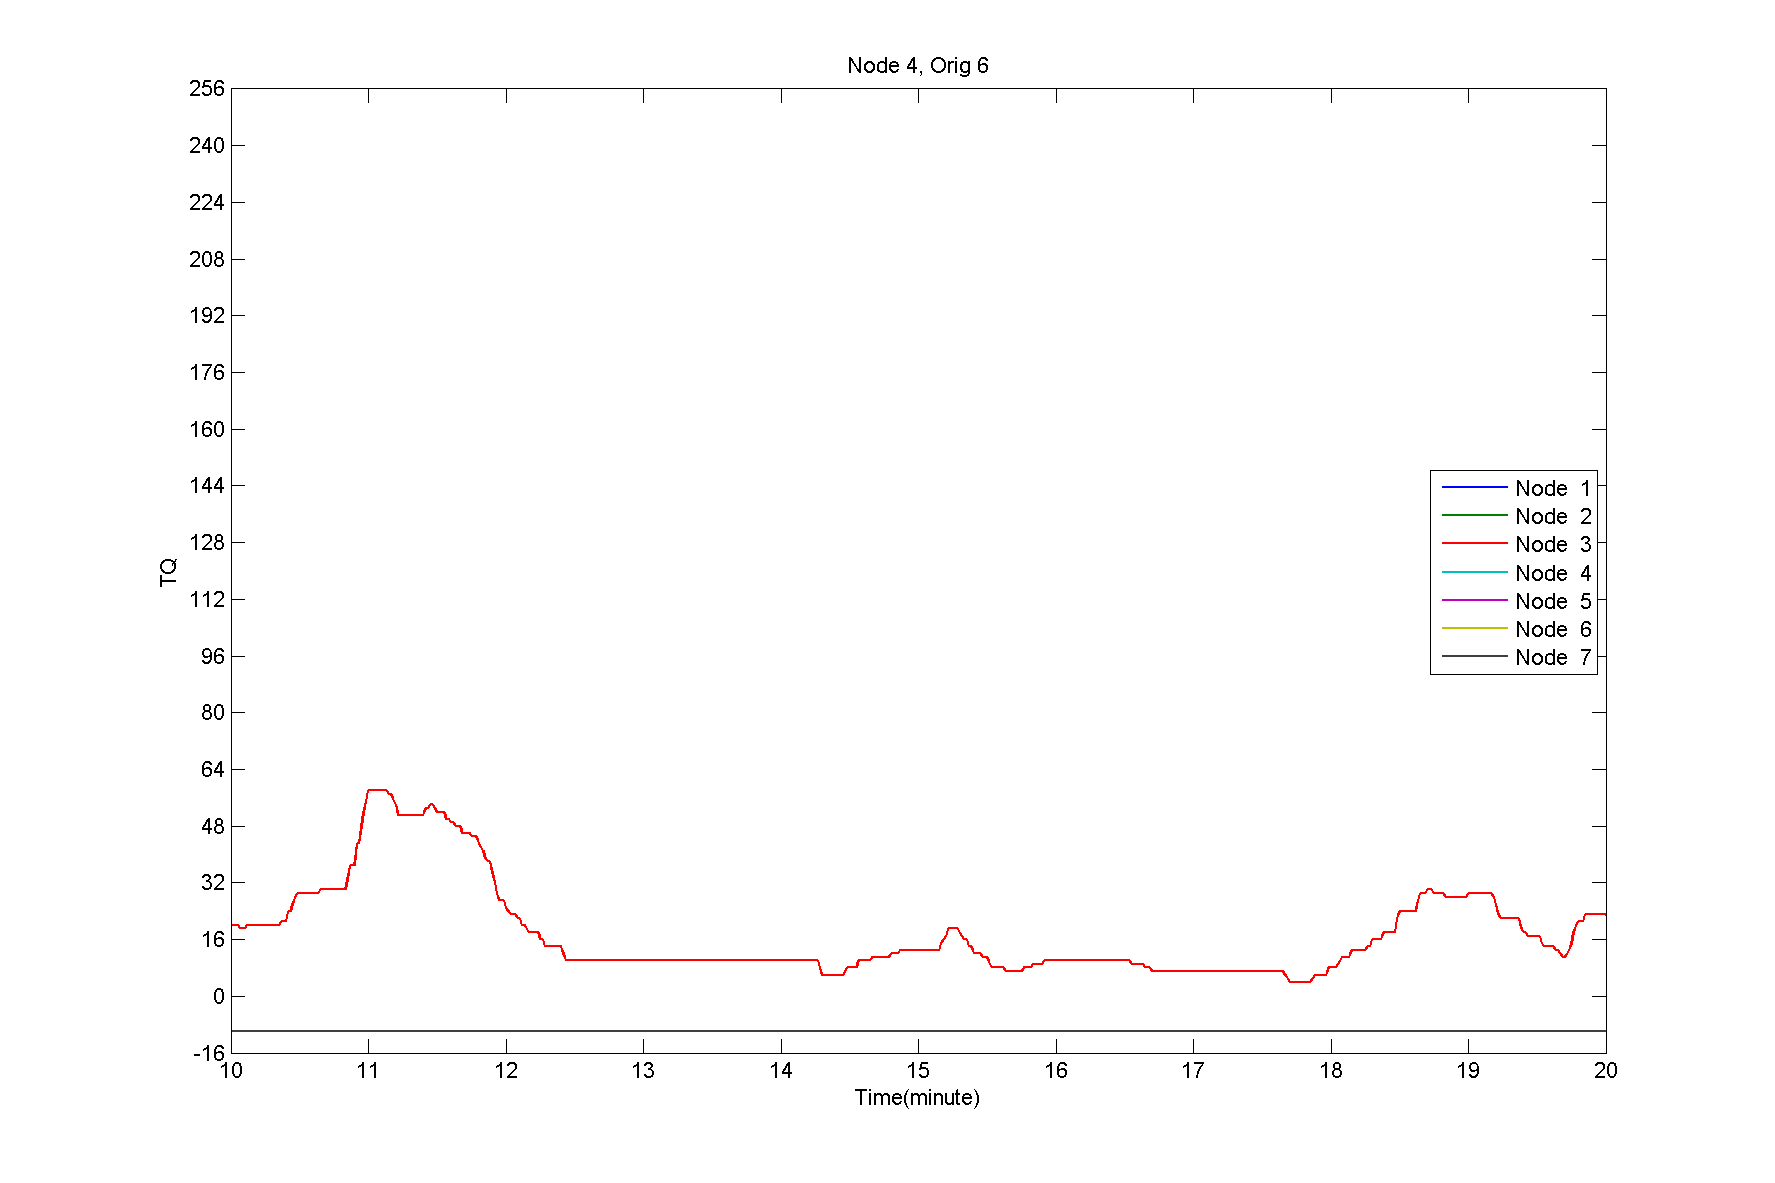 Node 4, Orig 6
256
240
224
208
192
176
160
144
128
112
96
80
64
48
32
16
0
-16
TQ
Node 1
Node 2
Node 3
Node 4
Node 5
Node 6
Node 7
10 11 12 13 14 15 16 17 18 19 20
Time(minute)